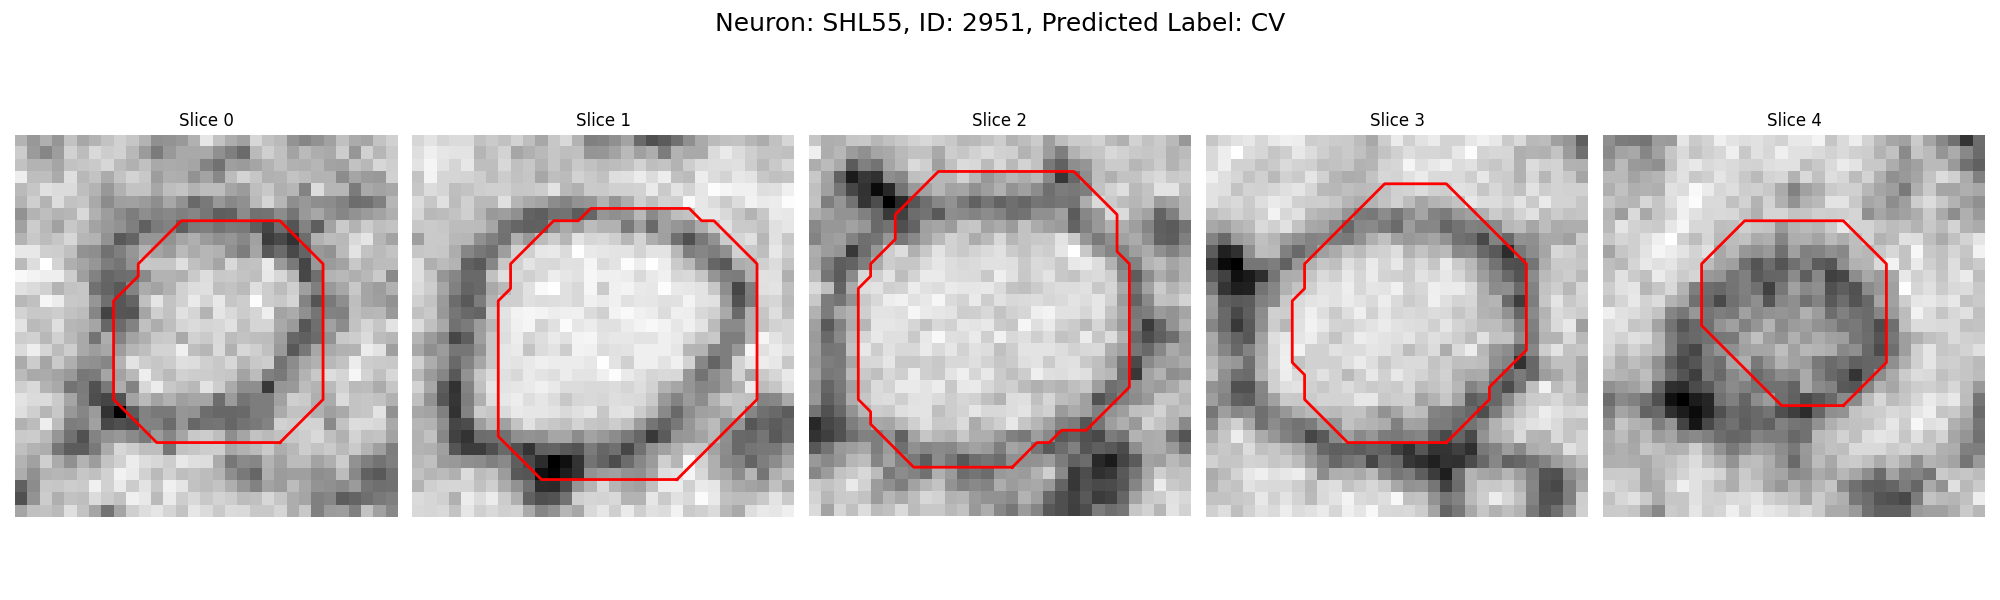 Neuron: SHL55, ID: 2951, Predicted Label: CV
Slice 0
Slice 1
Slice 2
Slice 3
Slice 4